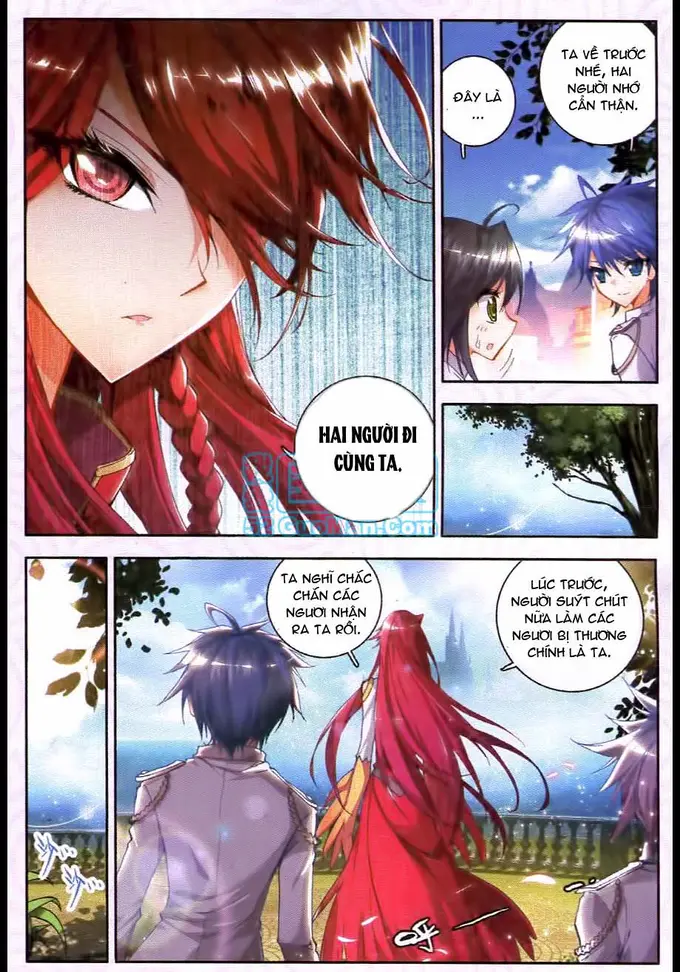 TA VỀ TRƯỚC
NHÉ, HAI
NGƯỜI NHỚ
CẨN THẬN.
ĐÂY LÀ
...
HAI NGƯỜI ĐI
CÙNG TA.
TA NGHĨ CHẮC
CHẮN CÁC
NGƯƠI NHẬN
RA TA RỒI.
LÚC TRƯỚC,
NGƯỜI SUÝT CHÚT
NỮA LÀM CÁC
NGƯƠI BỊ THƯƠNG
CHÍNH LÀ TA.
呼